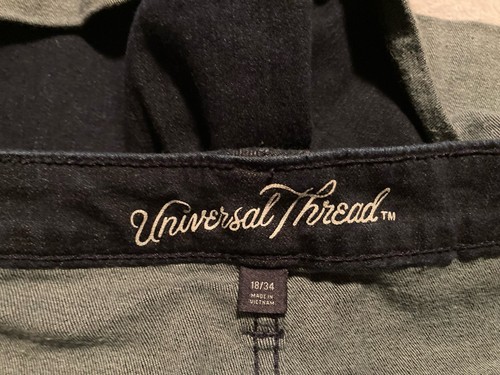 Universal Thread™
18/34
MADE IN
VIETNAM